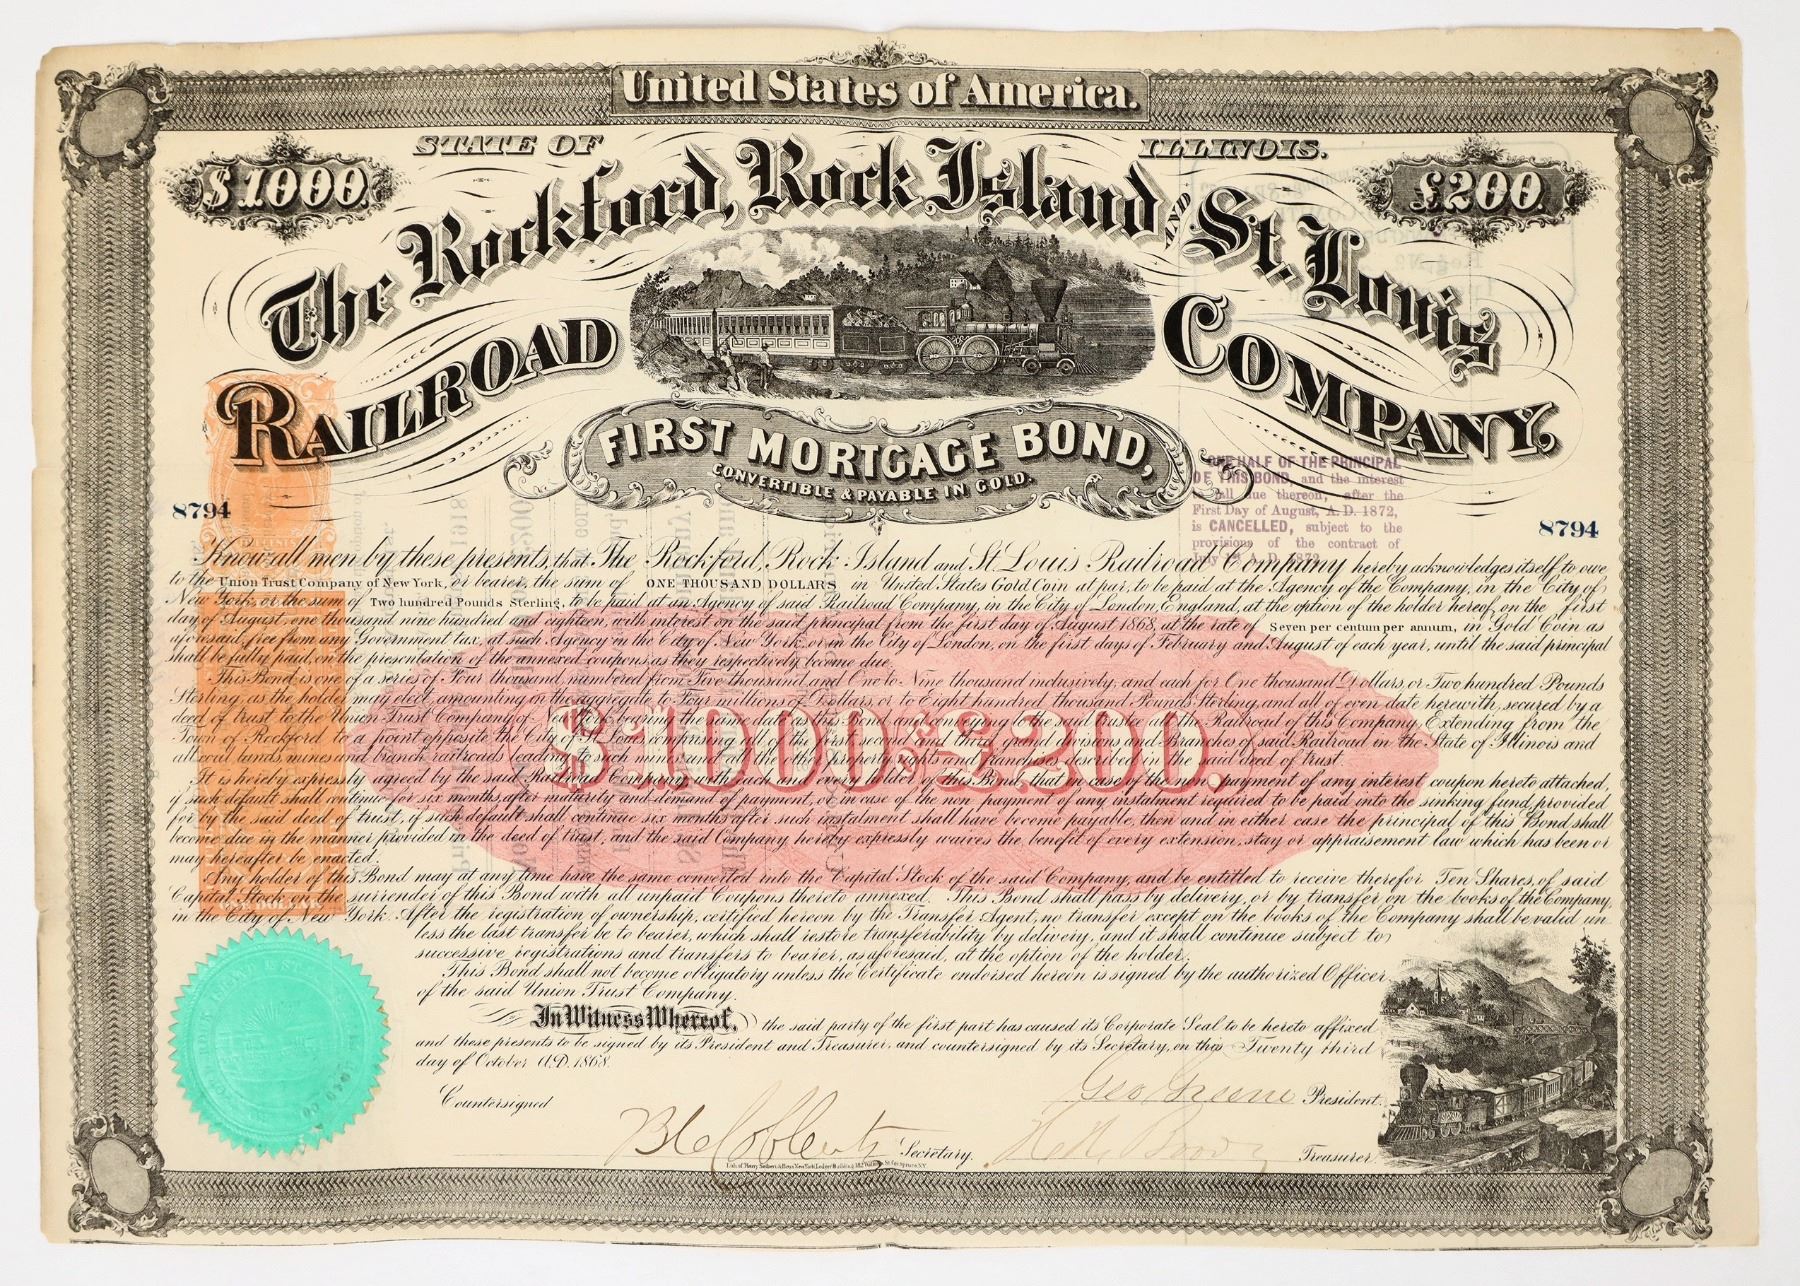 United States of America.
STATE OF ILLINOIS.
$1000.
£200.
The Rockford, Rock Island AND St. Louis
RAILROAD COMPANY.
FIRST MORTGAGE BOND,
CONVERTIBLE & PAYABLE IN GOLD.
ONE HALF OF THE PRINCIPAL
OF THIS BOND, and the interest
to fall due thereon, after the
First Day of August, A. D. 1872,
is CANCELLED, subject to the
provisions of the contract of
July 1st A. D. 1872
8794
8794
Know all men by these presents, that The Rockford, Rock Island and St Louis Railroad Company hereby acknowledges itself to owe
to the Union Trust Company of New York, or bearer, the sum of ONE THOUSAND DOLLARS in United States Gold Coin at par, to be paid at the Agency of the Company, in the City of
New York, or the sum of Two hundred Pounds Sterling, to be paid at an Agency of said Railroad Company, in the City of London, England, at the option of the holder hereof, on the first
day of August, one thousand nine hundred and eighteen, with interest on the said principal from the first day of August 1868, at the rate of Seven per centum per annum, in Gold Coin as
aforesaid, free from any Government tax, at such Agency in the City of New York, or in the City of London, on the first days of February and August of each year, until the said principal
shall be fully paid, on the presentation of the annexed coupons as they respectively become due.
This Bond is one of a series of Four thousand, numbered from Five thousand, and One to Nine thousand inclusively, and each for One thousand Dollars, or Two hundred Pounds
Sterling, as the holder may elect, amounting in the aggregate to Four Millions of Dollars, or to Eight hundred thousand Pounds Sterling, and all of even date herewith, secured by a
deed of trust to the Union Trust Company of New York, bearing the same date as this Bond and conveying to the said trustee all the Railroad of this Company Extending from the
Town of Rockford to a point opposite the City of St Louis, comprising all of the first, second and third, grand divisions and Branches of said Railroad in the State of Illinois and
all coal lands, mines and branch railroads leading to such mines, and all the other property, rights and franchises described in the said deed of trust.
It is hereby expressly agreed by the said Railroad Company with each and every holder of this Bond, that in case of the non payment of any interest coupon hereto attached,
if such default shall continue for six months, after maturity and demand of payment, or in case of the non payment of any instalment required to be paid into the sinking fund, provided
for by the said deed of trust, if such default shall continue six months after such instalment shall have become payable, then and in either case the principal of this Bond shall
become due in the manner provided in the deed of trust, and the said Company hereby expressly waives the benefit of every extension, stay or appraisement law which has been or
may hereafter be enacted.
$1000 or £200.
Any holder of this Bond may at any time have the same converted into the Capital Stock of the said Company, and be entitled to receive therefor Ten Shares, of said
Capital Stock on the surrender of this Bond with all unpaid Coupons thereto annexed. This Bond shall pass by delivery, or by transfer on the books of the Company,
in the City of New York. After the registration of ownership, certified hereon by the Transfer Agent, no transfer except on the books of the Company shall be valid un
less the last transfer be to bearer, which shall restore transferability by delivery, and it shall continue subject to
successive registrations and transfers to bearer, as aforesaid, at the option of the holder.
This Bond shall not become obligatory unless the Certificate endorsed hereon is signed by the authorized Officer
of the said Union Trust Company.
In Witness Whereof, the said party of the first part has caused its Corporate Seal to be hereto affixed
and these presents to be signed by its President and Treasurer, and countersigned by its Secretary, on this Twenty third
day of October A.D. 1868.
Countersigned
Geo Greene President.
Secretary.
Treasurer.
ONE DOLLAR